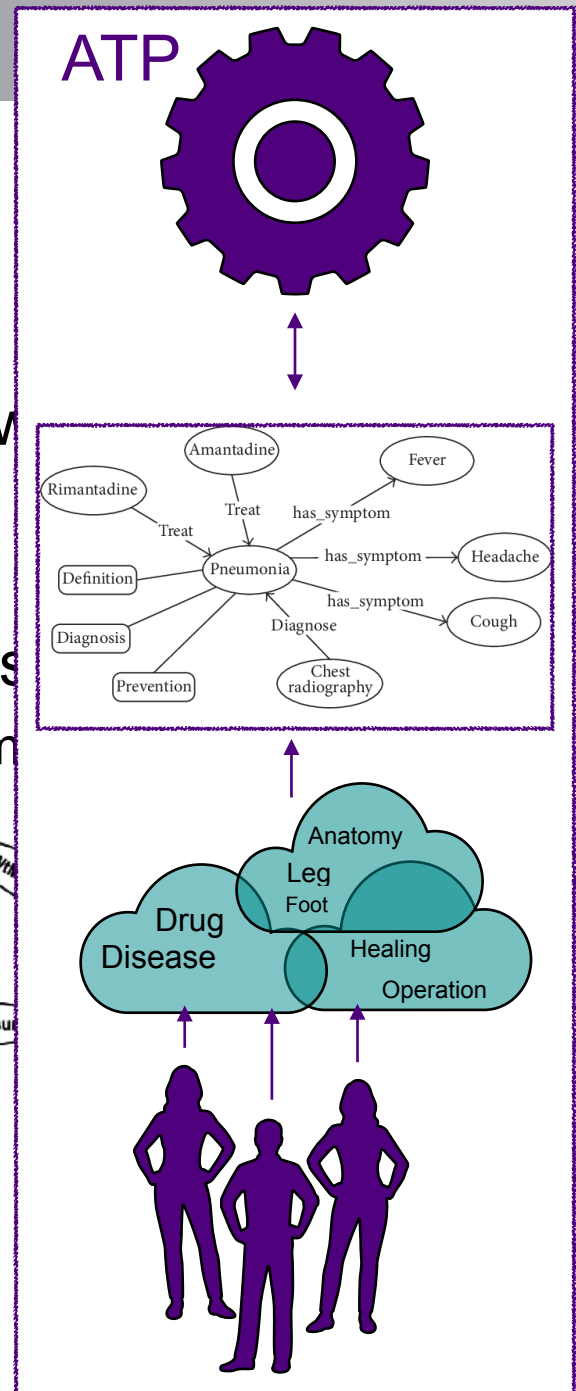 ATP
Amantadine
Fever
Rimantadine
Treat
has_symptom
Treat
has_symptom
Headache
Pneumonia
Definition
has_symptom
Cough
Diagnose
Diagnosis
Chest
radiography
Prevention
Anatomy
Leg
Foot
Drug
Disease
Healing
Operation